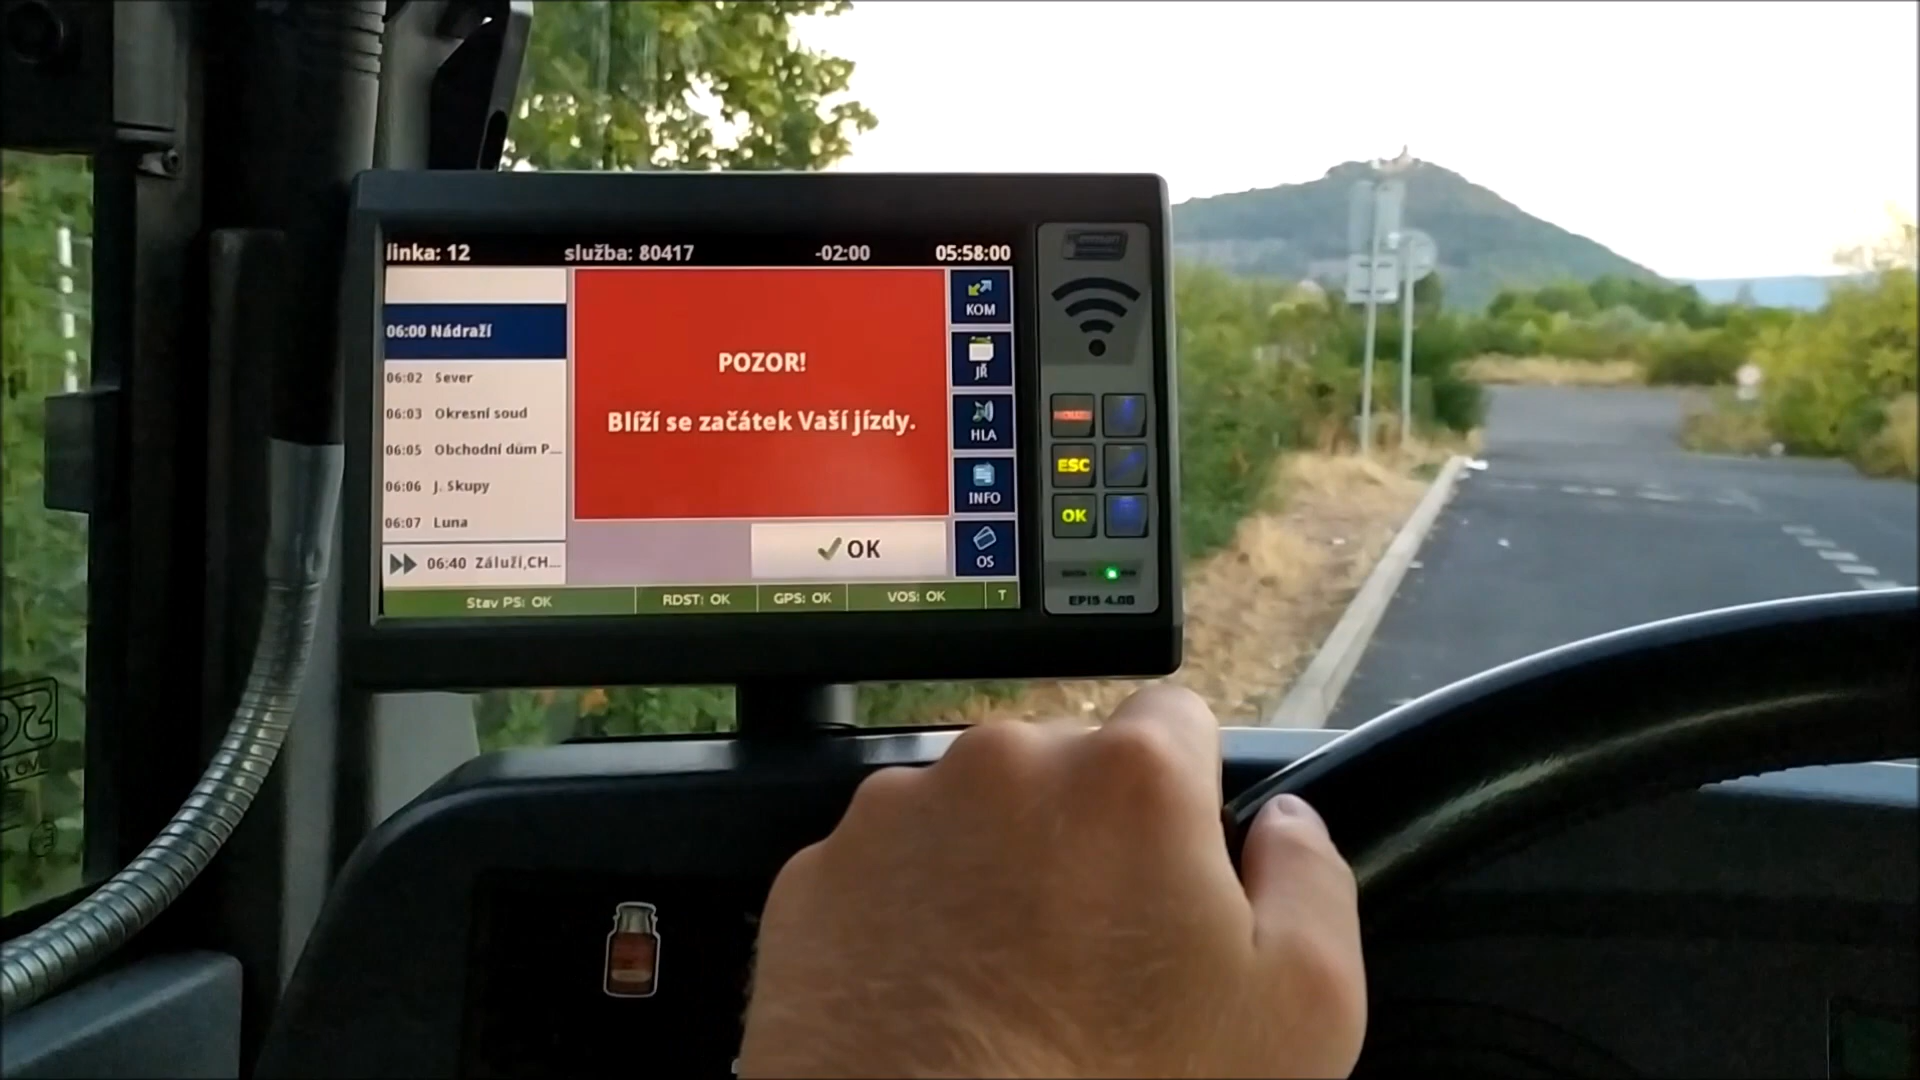 linka: 12 služba: 80417 -02:00 05:58:00
06:00 Nádraží
06:02 Sever
06:03 Okresní soud
06:05 Obchodní dům P...
06:06 J. Skupy
06:07 Luna
06:40 Záluží,CH...
POZOR!
Blíží se začátek Vaší jízdy.
OK
KOM
JŘ
HLA
INFO
OS
Stav PS: OK RDST: OK GPS: OK VOS: OK T
ESC
OK
EPIS 4.0B